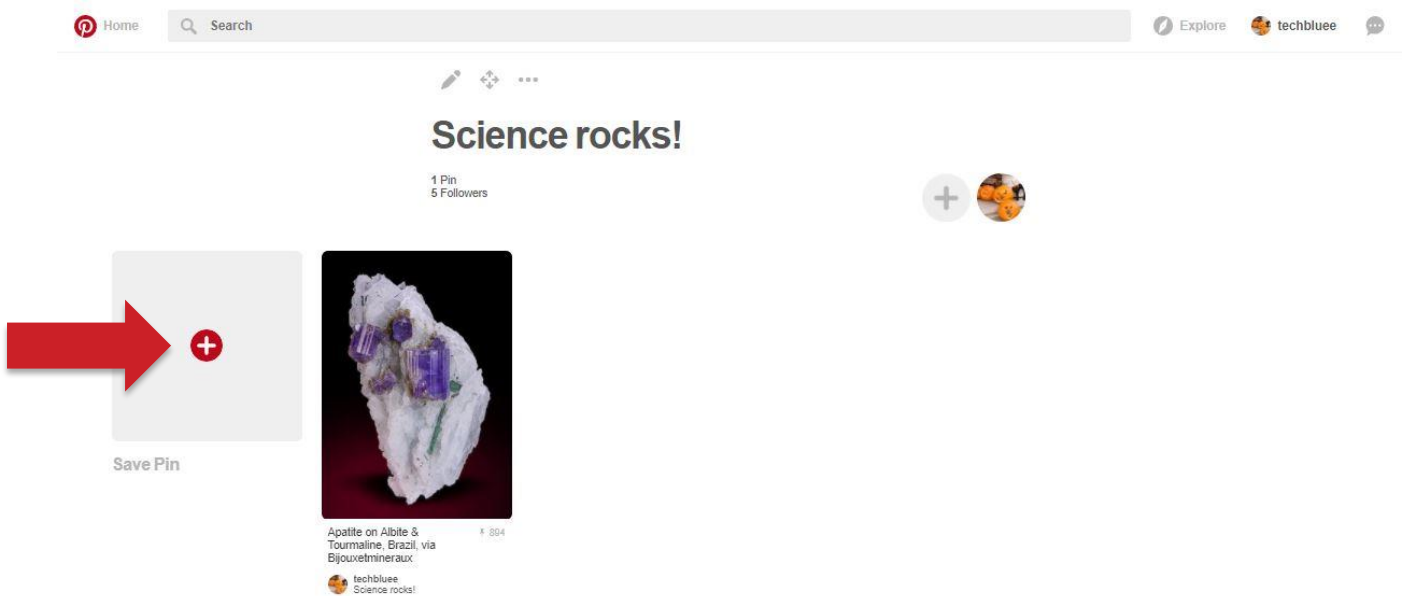 Home
Search
Explore
techbluee
Science rocks!
1 Pin
5 Followers
Save Pin
Apatite on Albite &
Tourmaline, Brazil, via
Bijouxetmineraux
894
techbluee
Science rocks!